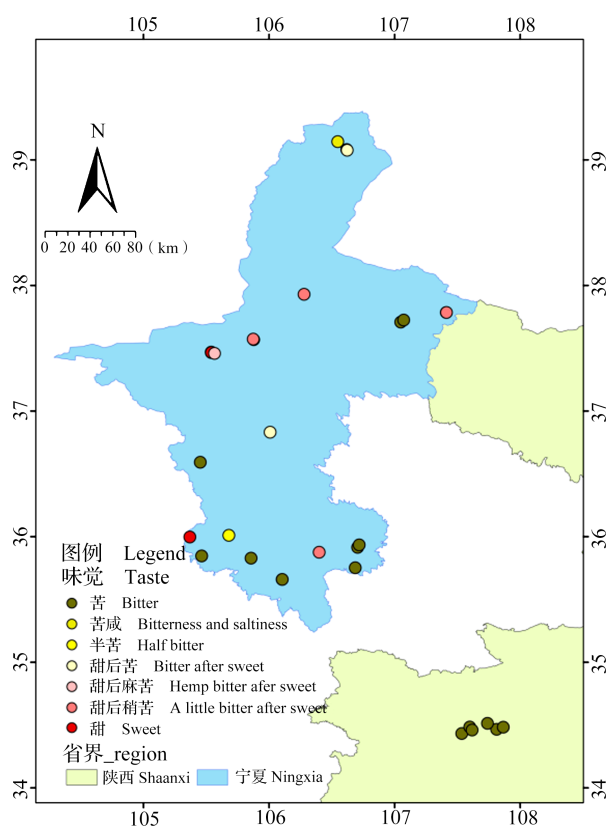 105 106 107 108
N
0 20 40 60 80 (km)
39 39
38 38
37 37
36 36
35 35
34 34
图例 Legend
味觉 Taste
苦 Bitter
苦咸 Bitterness and saltiness
半苦 Half bitter
甜后苦 Bitter after sweet
甜后麻苦 Hemp bitter afer sweet
甜后稍苦 A little bitter after sweet
甜 Sweet
省界_region
陕西 Shaanxi 宁夏 Ningxia
105 106 107 108